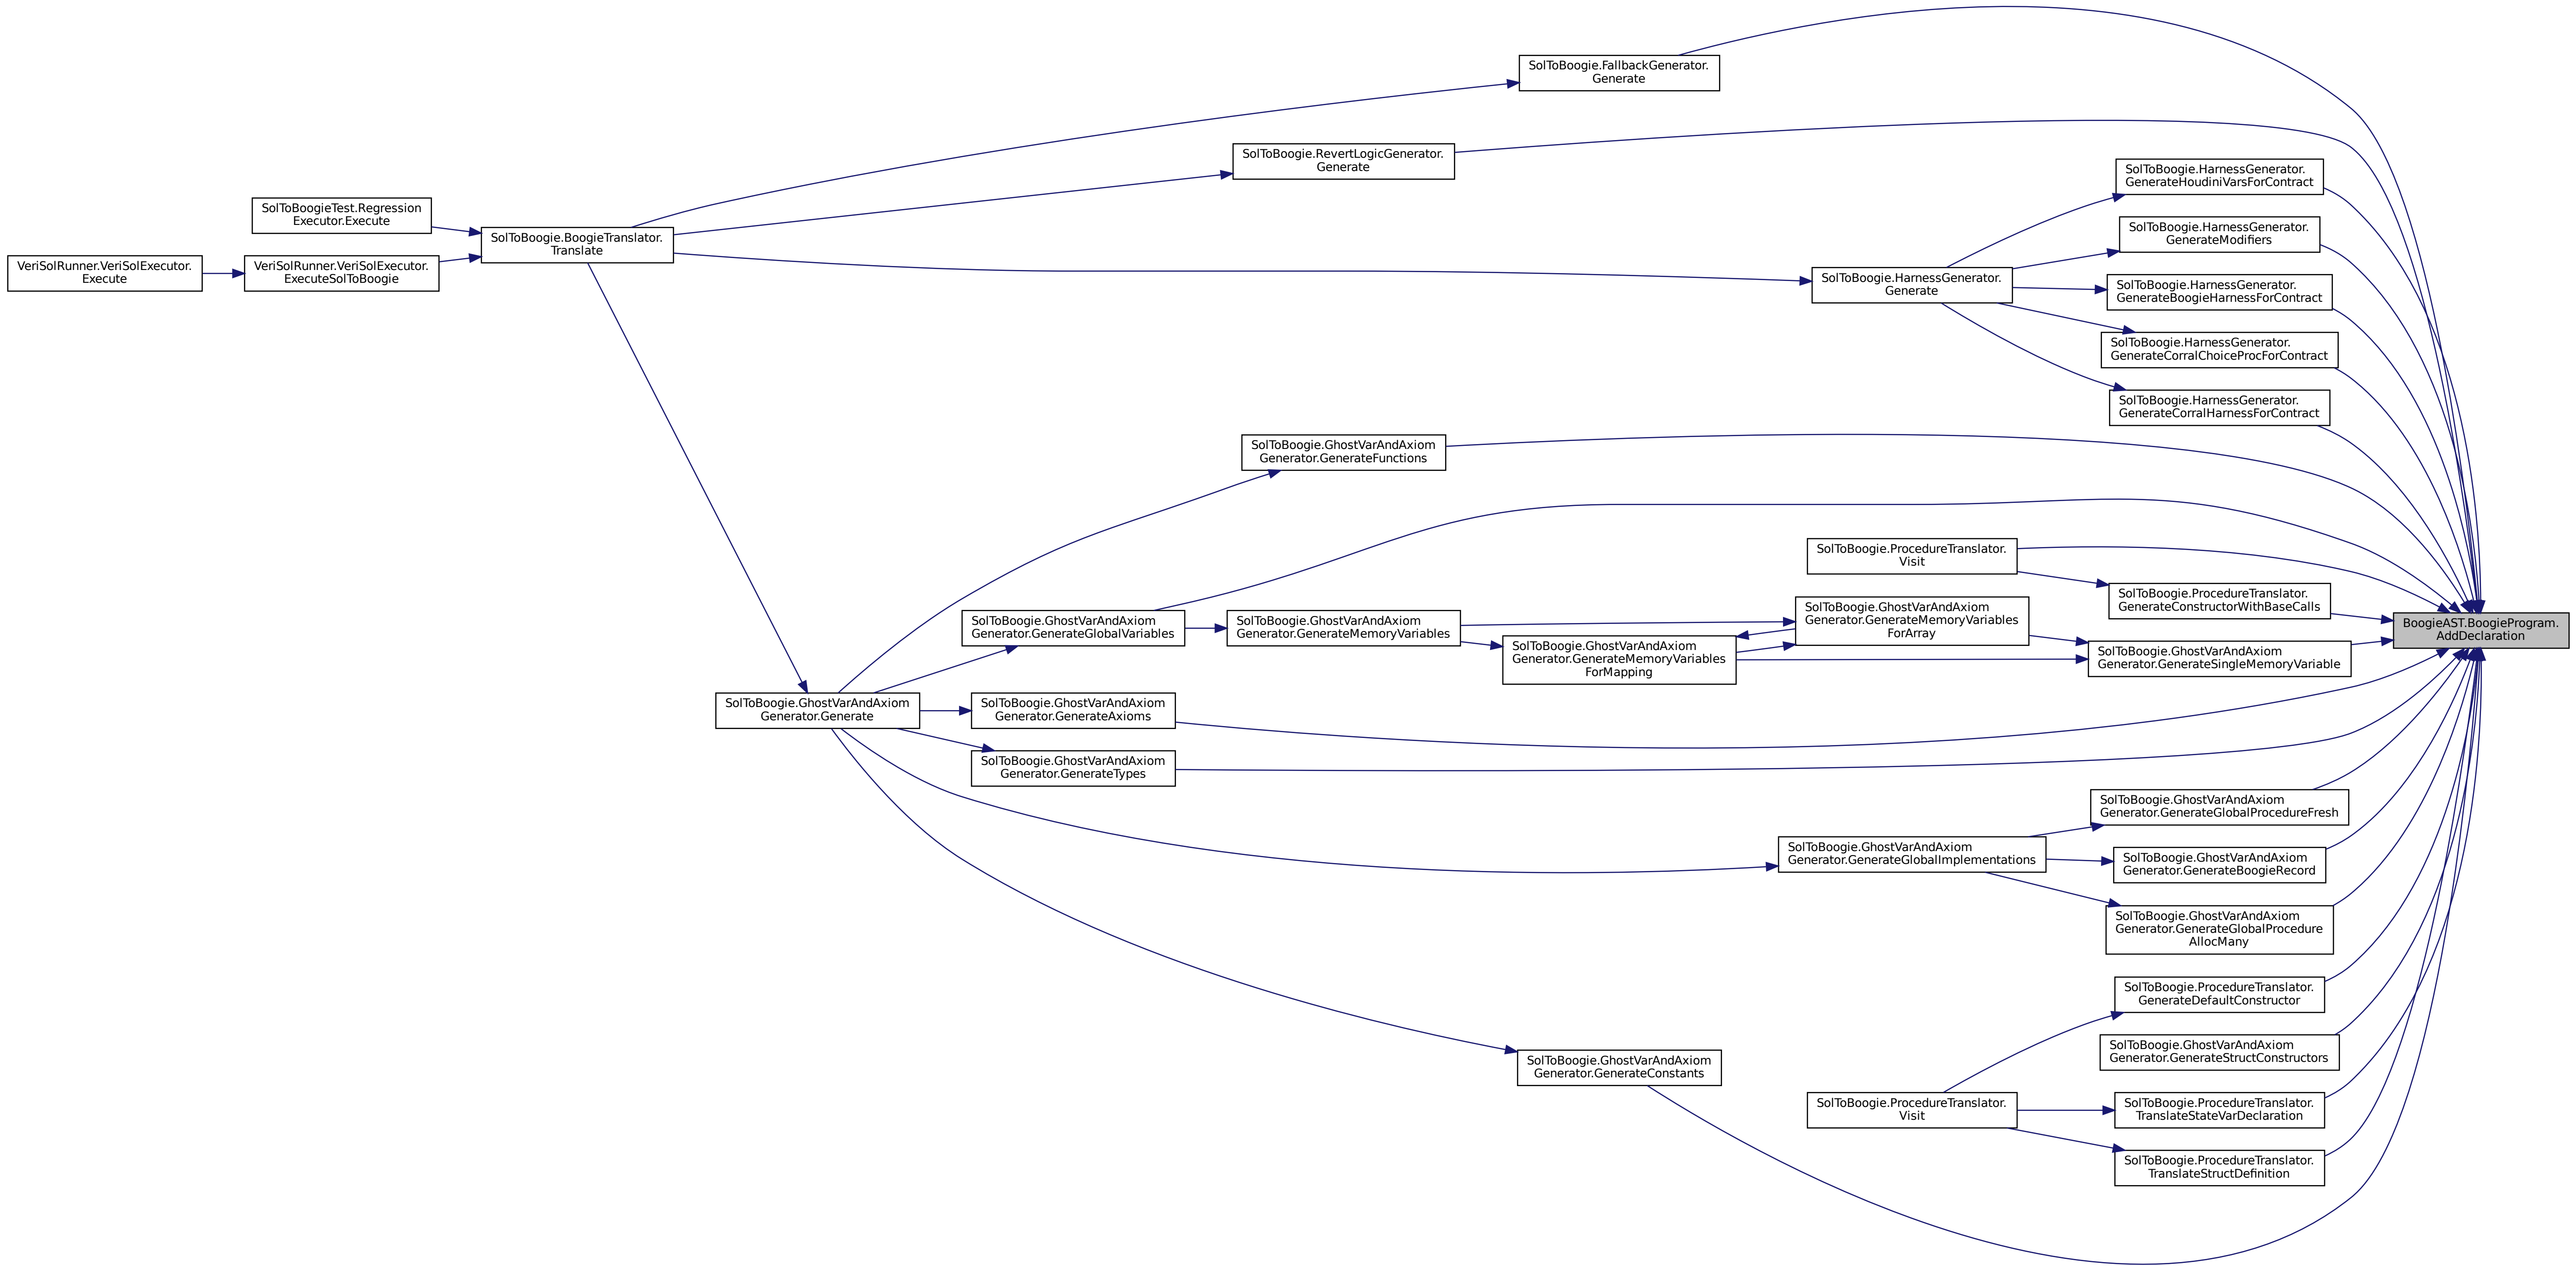 SolToBoogie.FallbackGenerator.
Generate
SolToBoogie.RevertLogicGenerator.
Generate
SolToBoogie.HarnessGenerator.
GenerateHoudiniVarsForContract
SolToBoogieTest.Regression
Executor.Execute
SolToBoogie.HarnessGenerator.
GenerateModifiers
SolToBoogie.BoogieTranslator.
Translate
VeriSolRunner.VeriSolExecutor.
Execute
VeriSolRunner.VeriSolExecutor.
ExecuteSolToBoogie
SolToBoogie.HarnessGenerator.
Generate
SolToBoogie.HarnessGenerator.
GenerateBoogieHarnessForContract
SolToBoogie.HarnessGenerator.
GenerateCorralChoiceProcForContract
SolToBoogie.HarnessGenerator.
GenerateCorralHarnessForContract
SolToBoogie.GhostVarAndAxiom
Generator.GenerateFunctions
SolToBoogie.ProcedureTranslator.
Visit
SolToBoogie.ProcedureTranslator.
GenerateConstructorWithBaseCalls
SolToBoogie.GhostVarAndAxiom
Generator.GenerateGlobalVariables
SolToBoogie.GhostVarAndAxiom
Generator.GenerateMemoryVariables
SolToBoogie.GhostVarAndAxiom
Generator.GenerateMemoryVariables
ForArray
BoogieAST.BoogieProgram.
AddDeclaration
SolToBoogie.GhostVarAndAxiom
Generator.GenerateMemoryVariables
ForMapping
SolToBoogie.GhostVarAndAxiom
Generator.GenerateSingleMemoryVariable
SolToBoogie.GhostVarAndAxiom
Generator.Generate
SolToBoogie.GhostVarAndAxiom
Generator.GenerateAxioms
SolToBoogie.GhostVarAndAxiom
Generator.GenerateTypes
SolToBoogie.GhostVarAndAxiom
Generator.GenerateGlobalProcedureFresh
SolToBoogie.GhostVarAndAxiom
Generator.GenerateGlobalImplementations
SolToBoogie.GhostVarAndAxiom
Generator.GenerateBoogieRecord
SolToBoogie.GhostVarAndAxiom
Generator.GenerateGlobalProcedure
AllocMany
SolToBoogie.ProcedureTranslator.
GenerateDefaultConstructor
SolToBoogie.GhostVarAndAxiom
Generator.GenerateStructConstructors
SolToBoogie.GhostVarAndAxiom
Generator.GenerateConstants
SolToBoogie.ProcedureTranslator.
Visit
SolToBoogie.ProcedureTranslator.
TranslateStateVarDeclaration
SolToBoogie.ProcedureTranslator.
TranslateStructDefinition